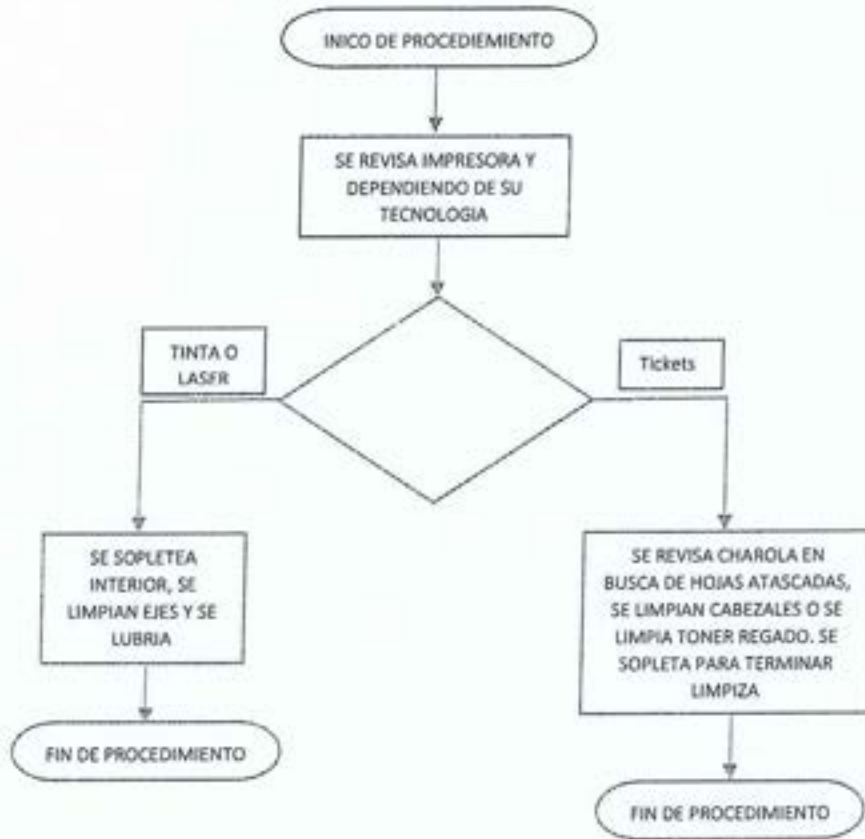 INICO DE PROCEDIEMIENTO
SE REVISA IMPRESORA Y
DEPENDIENDO DE SU
TECNOLOGIA
TINTA O
LASER
Tickets
SE SOPLETEA
INTERIOR, SE
LIMPIAN EJES Y SE
LUBRIA
SE REVISA CHAROLA EN
BUSCA DE HOJAS ATASCADAS,
SE LIMPIAN CABEZALES O SE
LIMPIA TONER REGADO. SE
SOPLETA PARA TERMINAR
LIMPIZA
FIN DE PROCEDIMIENTO
FIN DE PROCEDIMIENTO